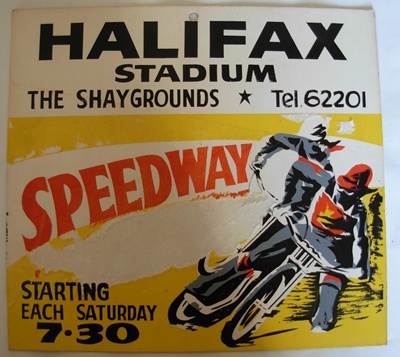 HALIFAX
STADIUM
THE SHAYGROUNDS ★ Tel. 62201
SPEEDWAY
STARTING
EACH SATURDAY
7·30